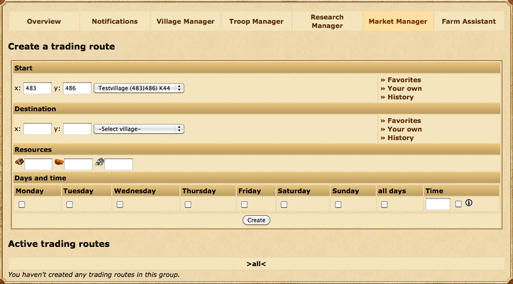 Overview Notifications Village Manager Troop Manager Research Manager Market Manager Farm Assistant
Create a trading route
Start
x: 483 y: 486 Testvillage (483|486) K44
» Favorites
» Your own
» History
Destination
x: y: ~Select village~
» Favorites
» Your own
» History
Resources
Days and time
Monday Tuesday Wednesday Thursday Friday Saturday Sunday all days Time
Create
Active trading routes
>all<
You haven't created any trading routes in this group.